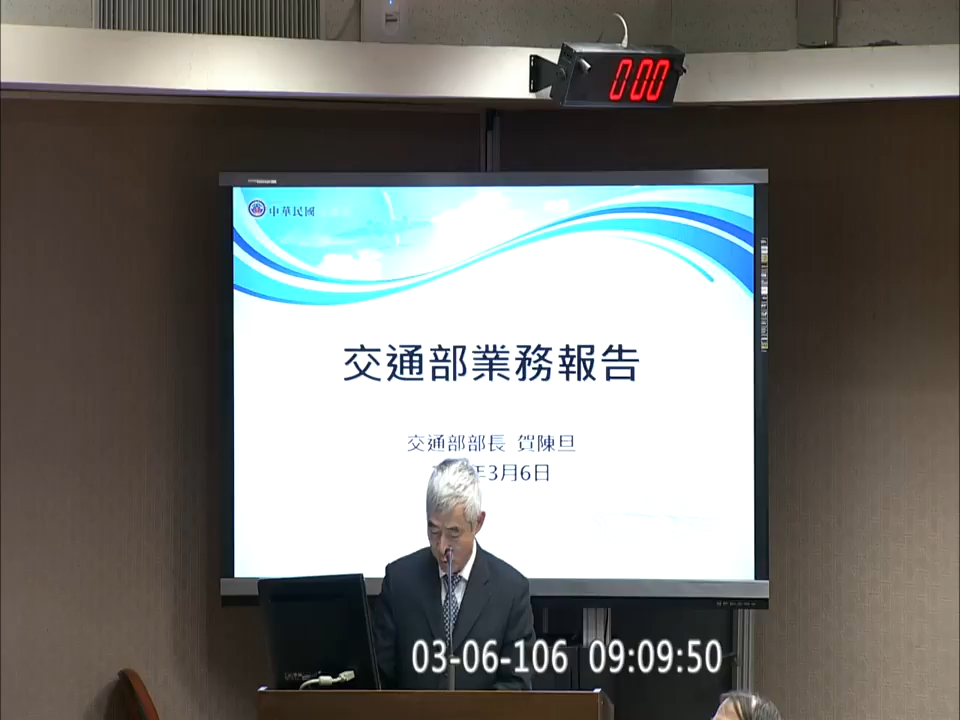 0:00
中華民國
交通部業務報告
交通部部長 賀陳旦
年3月6日
03-06-106 09:09:50